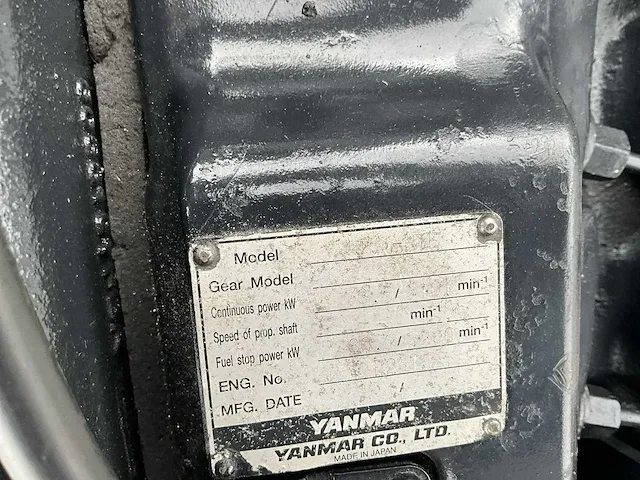 Model
Gear Model
Continuous power kW / min-1
Speed of prop. shaft min-1
Fuel stop power kW / min-1
ENG. No.
MFG. DATE /
YANMAR
YANMAR CO., LTD.
MADE IN JAPAN